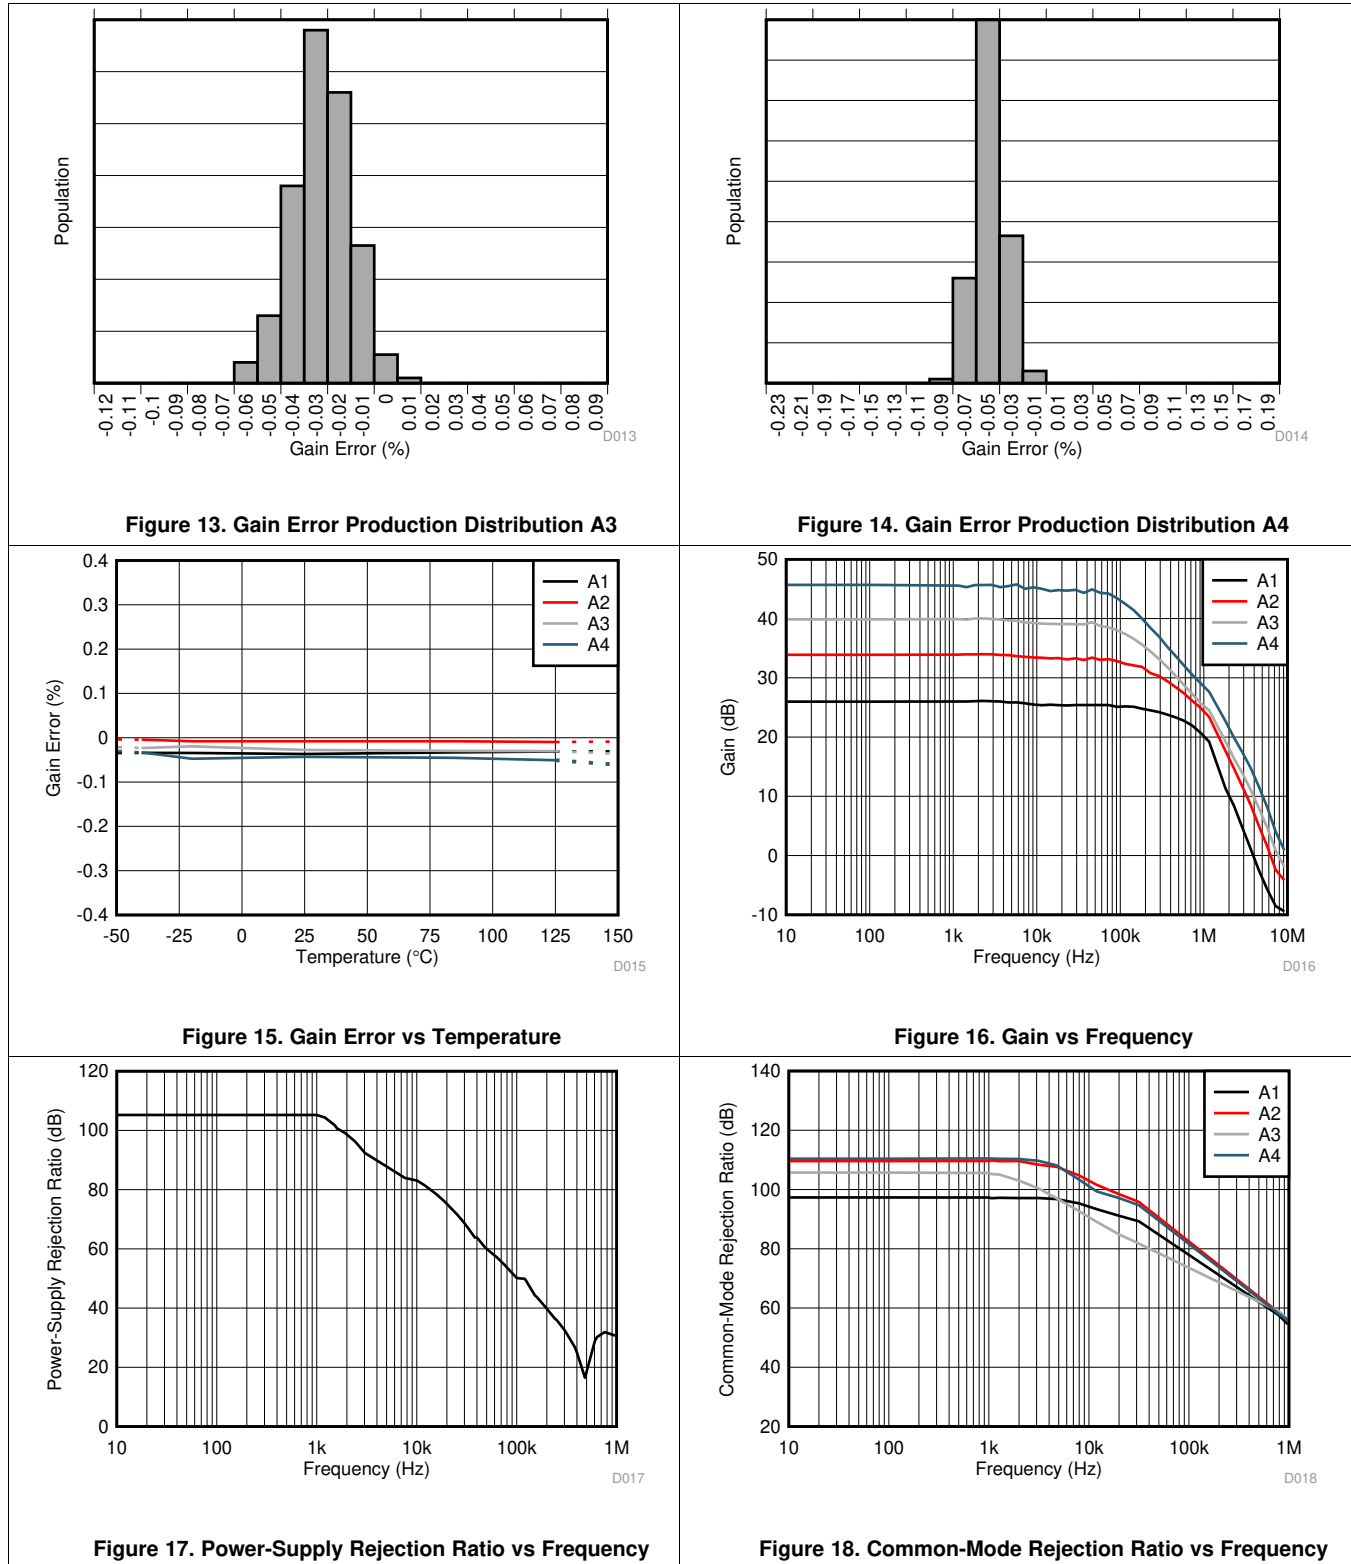 Population
-0.12
-0.11
-0.1
-0.09
-0.08
-0.07
-0.06
-0.05
-0.04
-0.03
-0.02
-0.01
0
0.01
0.02
0.03
0.04
0.05
0.06
0.07
0.08
0.09
Gain Error (%)
D013
Figure 13. Gain Error Production Distribution A3
Population
-0.23
-0.21
-0.19
-0.17
-0.15
-0.13
-0.11
-0.09
-0.07
-0.05
-0.03
-0.01
0.01
0.03
0.05
0.07
0.09
0.11
0.13
0.15
0.17
0.19
Gain Error (%)
D014
Figure 14. Gain Error Production Distribution A4
Gain Error (%)
0.4
0.3
0.2
0.1
0
-0.1
-0.2
-0.3
-0.4
A1
A2
A3
A4
-50 -25 0 25 50 75 100 125 150
Temperature (°C)
D015
Figure 15. Gain Error vs Temperature
Gain (dB)
50
40
30
20
10
0
-10
A1
A2
A3
A4
10 100 1k 10k 100k 1M 10M
Frequency (Hz)
D016
Figure 16. Gain vs Frequency
Power-Supply Rejection Ratio (dB)
120
100
80
60
40
20
0
10 100 1k 10k 100k 1M
Frequency (Hz)
D017
Figure 17. Power-Supply Rejection Ratio vs Frequency
Common-Mode Rejection Ratio (dB)
140
120
100
80
60
40
20
A1
A2
A3
A4
10 100 1k 10k 100k 1M
Frequency (Hz)
D018
Figure 18. Common-Mode Rejection Ratio vs Frequency